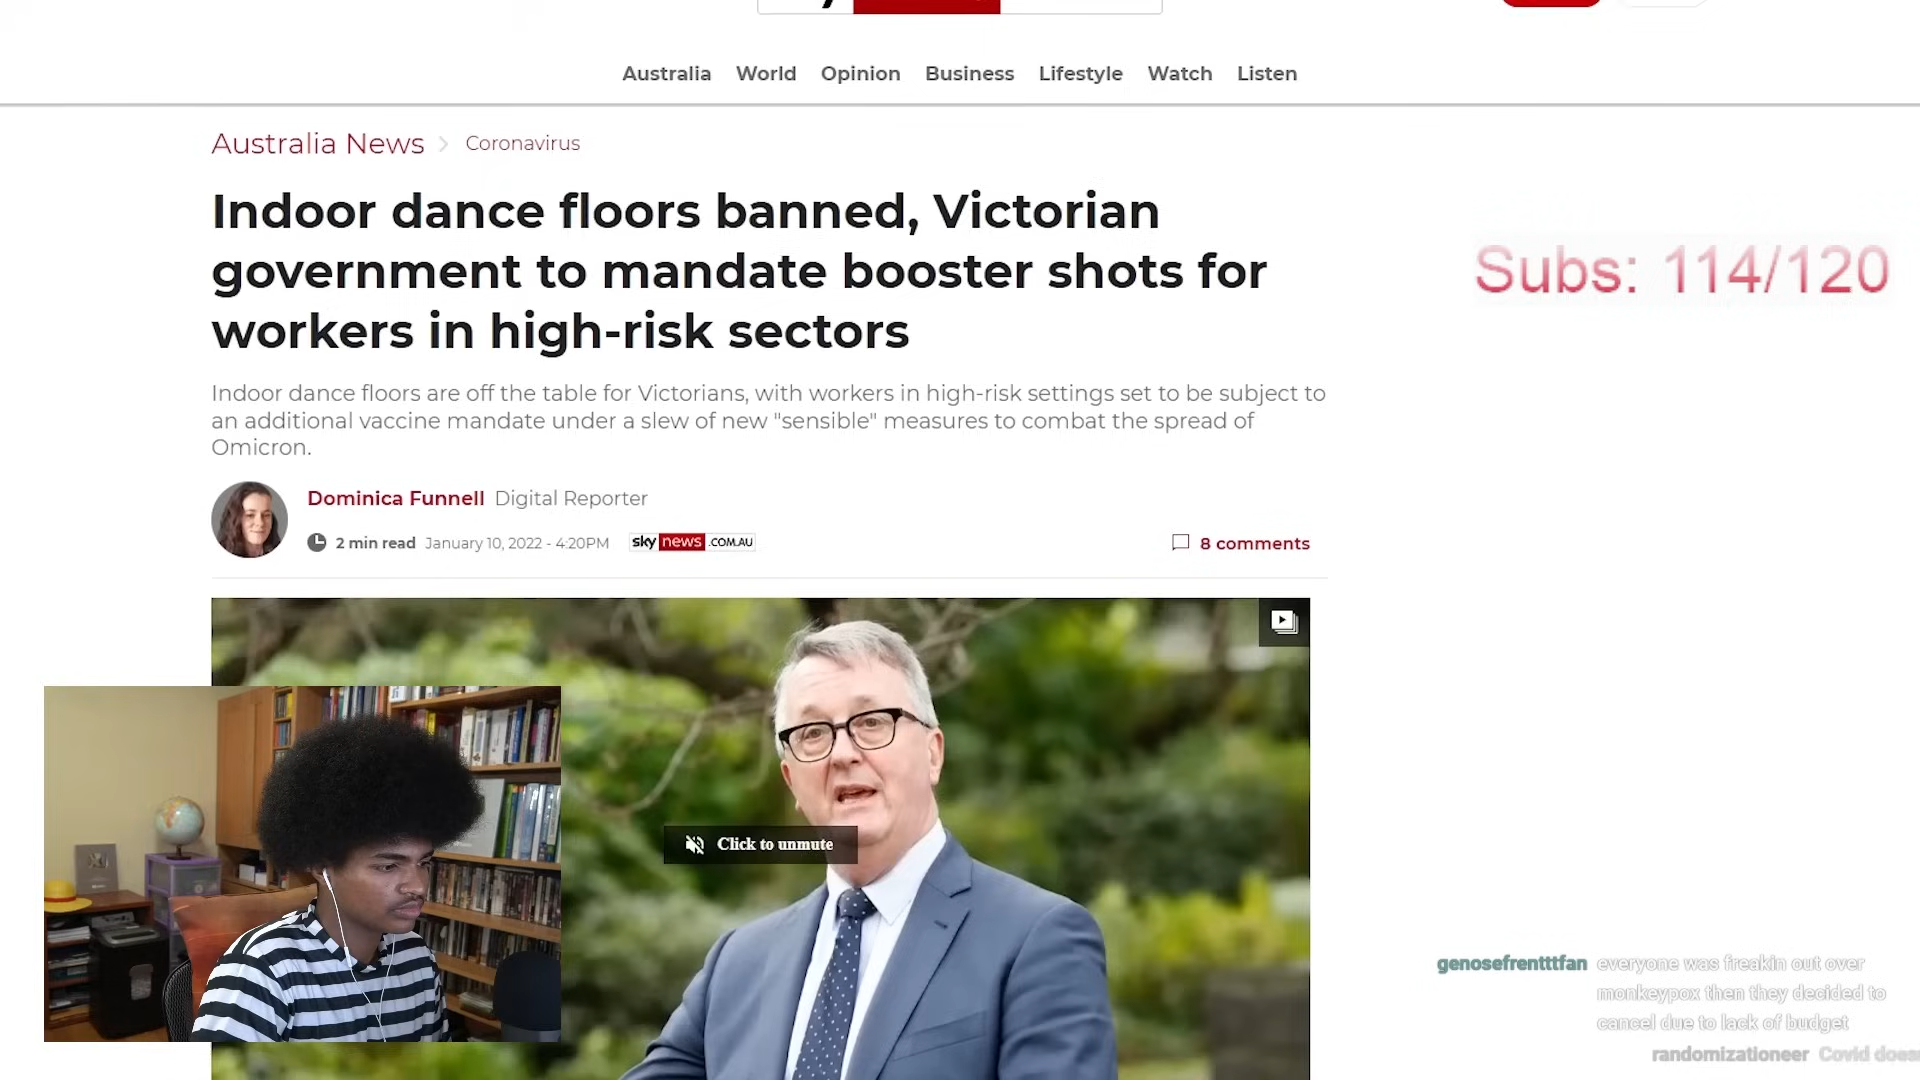 Australia World Opinion Business Lifestyle Watch Listen
Australia News Coronavirus
Indoor dance floors banned, Victorian
government to mandate booster shots for
workers in high-risk sectors
Subs: 114/120
Indoor dance floors are off the table for Victorians, with workers in high-risk settings set to be subject to
an additional vaccine mandate under a slew of new "sensible" measures to combat the spread of
Omicron.
Dominica Funnell Digital Reporter
2 min read January 10, 2022 - 4:20PM sky news .COM.AU
8 comments
Click to unmute
genosefrentttfan everyone was freakin out over
monkeypox then they decided to
cancel due to lack of budget
randomizationeer Covid